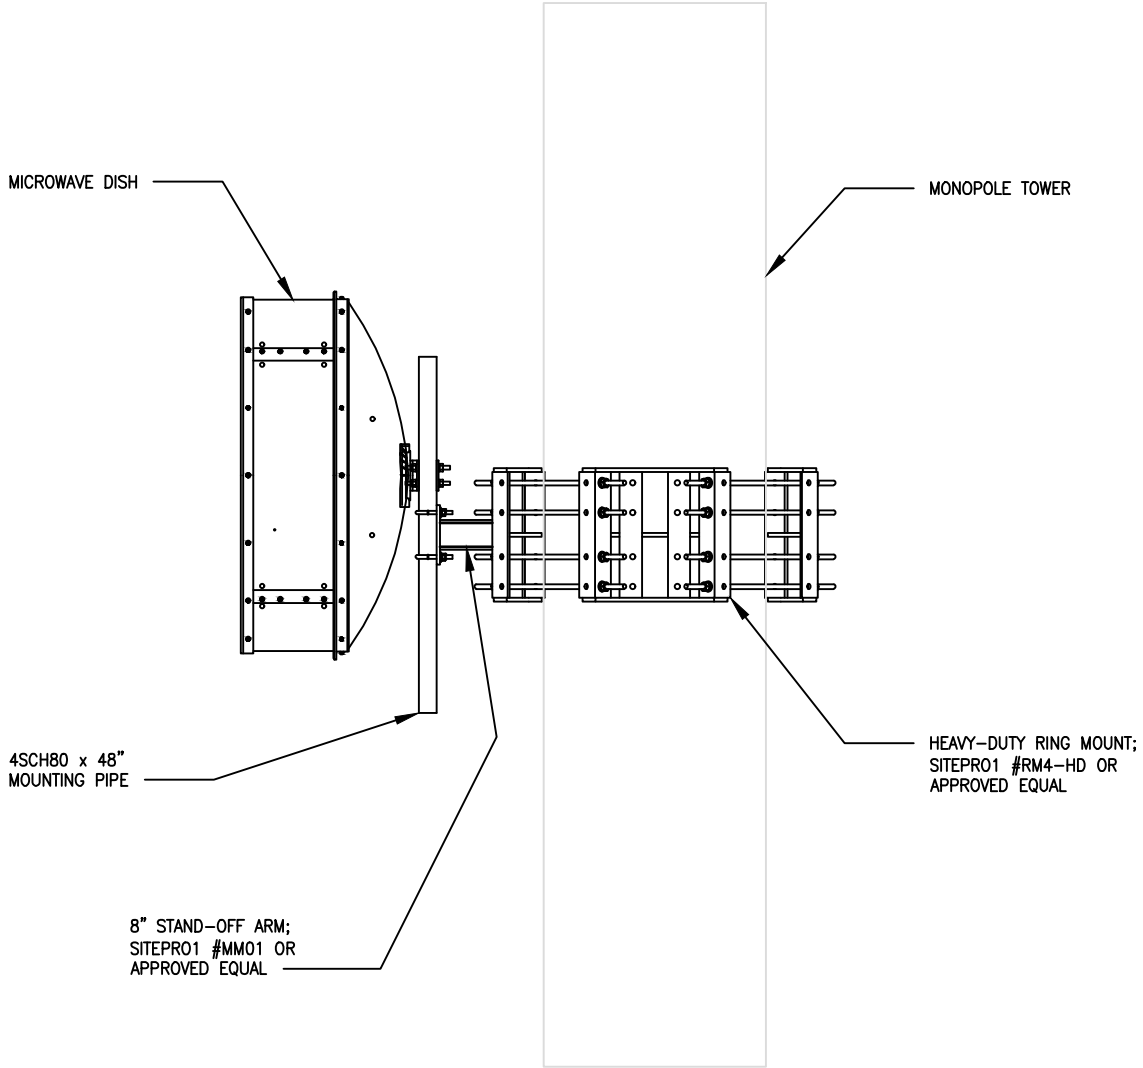 MICROWAVE DISH
MONOPOLE TOWER
4SCH80 x 48"
MOUNTING PIPE
HEAVY-DUTY RING MOUNT;
SITEPRO1 #RM4-HD OR
APPROVED EQUAL
8" STAND-OFF ARM;
SITEPRO1 #MM01 OR
APPROVED EQUAL